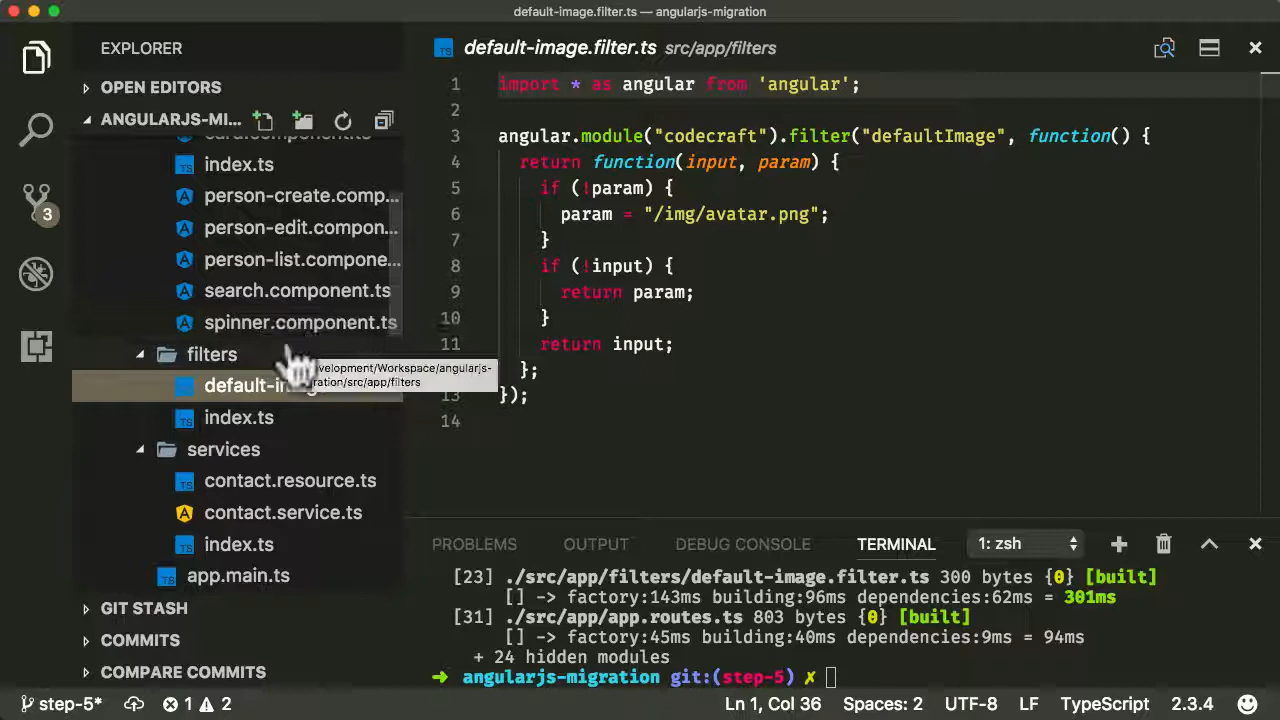 default-image.filter.ts — angularjs-migration
EXPLORER
OPEN EDITORS
ANGULARJS-MI...
index.ts
person-create.comp...
person-edit.compon...
person-list.compone...
search.component.ts
spinner.component.ts
filters
velopment/Workspace/angularjs-
ration/src/app/filters
index.ts
services
contact.resource.ts
contact.service.ts
index.ts
app.main.ts
GIT STASH
COMMITS
COMPARE COMMITS
3
default-image.filter.ts src/app/filters
1 import * as angular from 'angular';
2
3 angular.module("codecraft").filter("defaultImage", function() {
4 return function(input, param) {
5 if (!param) {
6 param = "/img/avatar.png";
7 }
8 if (!input) {
9 return param;
10 }
11 return input;
};
13 });
14
PROBLEMS OUTPUT DEBUG CONSOLE TERMINAL 1: zsh
[23] ./src/app/filters/default-image.filter.ts 300 bytes {0} [built]
[] -> factory:143ms building:96ms dependencies:62ms = 301ms
[31] ./src/app.routes.ts 803 bytes {0} [built]
[] -> factory:45ms building:40ms dependencies:9ms = 94ms
+ 24 hidden modules
➜ angularjs-migration git:(step-5) ✗
step-5* 1 2 Ln 1, Col 36 Spaces: 2 UTF-8 LF TypeScript 2.3.4